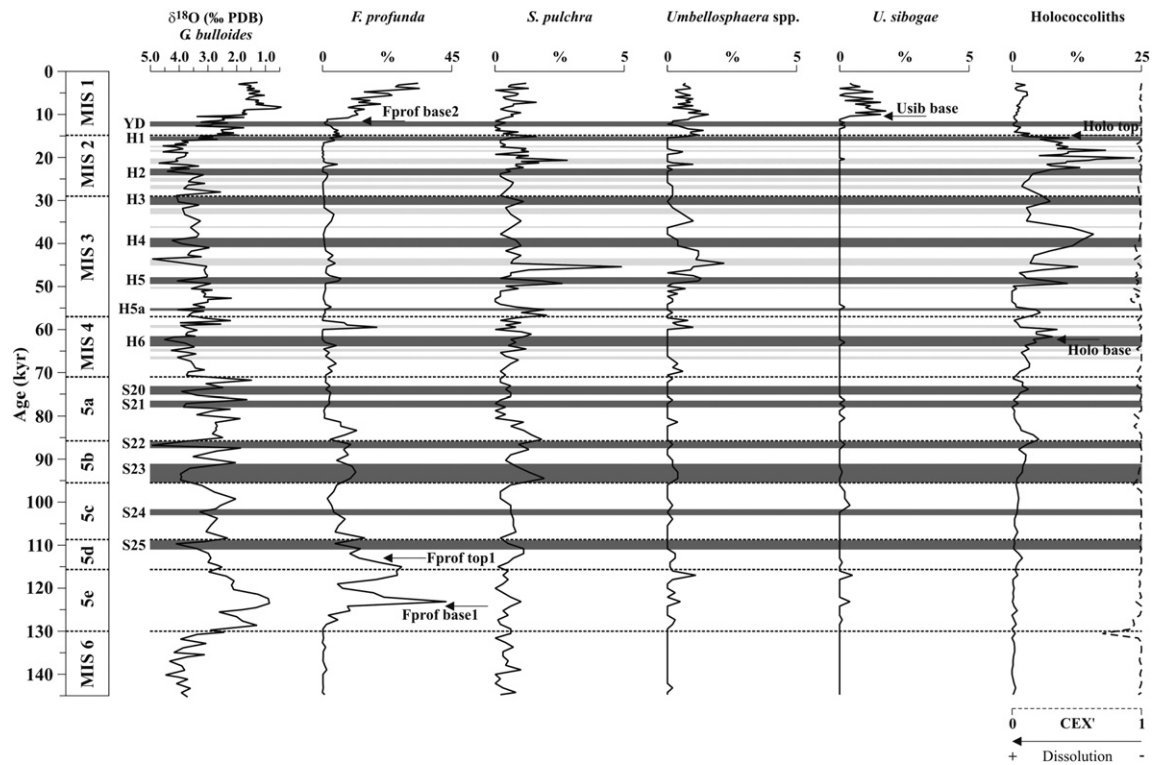 δ¹⁸O (‰ PDB) F. profunda S. pulchra Umbellosphaera spp. U. sibogae Holococcoliths
G. bulloides
5.0 4.0 3.0 2.0 1.0 0 % 45 0 % 5 0 % 5 0 % 5 0 % 25
Age (kyr)
0
10
20
30
40
50
60
70
80
90
100
110
120
130
140
MIS 1
MIS 2
MIS 3
MIS 4
5a
5b
5c
5d
5e
MIS 6
YD
H1
H2
H3
H4
H5
H5a
H6
S20
S21
S22
S23
S24
S25
Fprof base2
Usib base
Holo top
Holo base
Fprof top1
Fprof base1
0 CEX' 1
+ Dissolution -